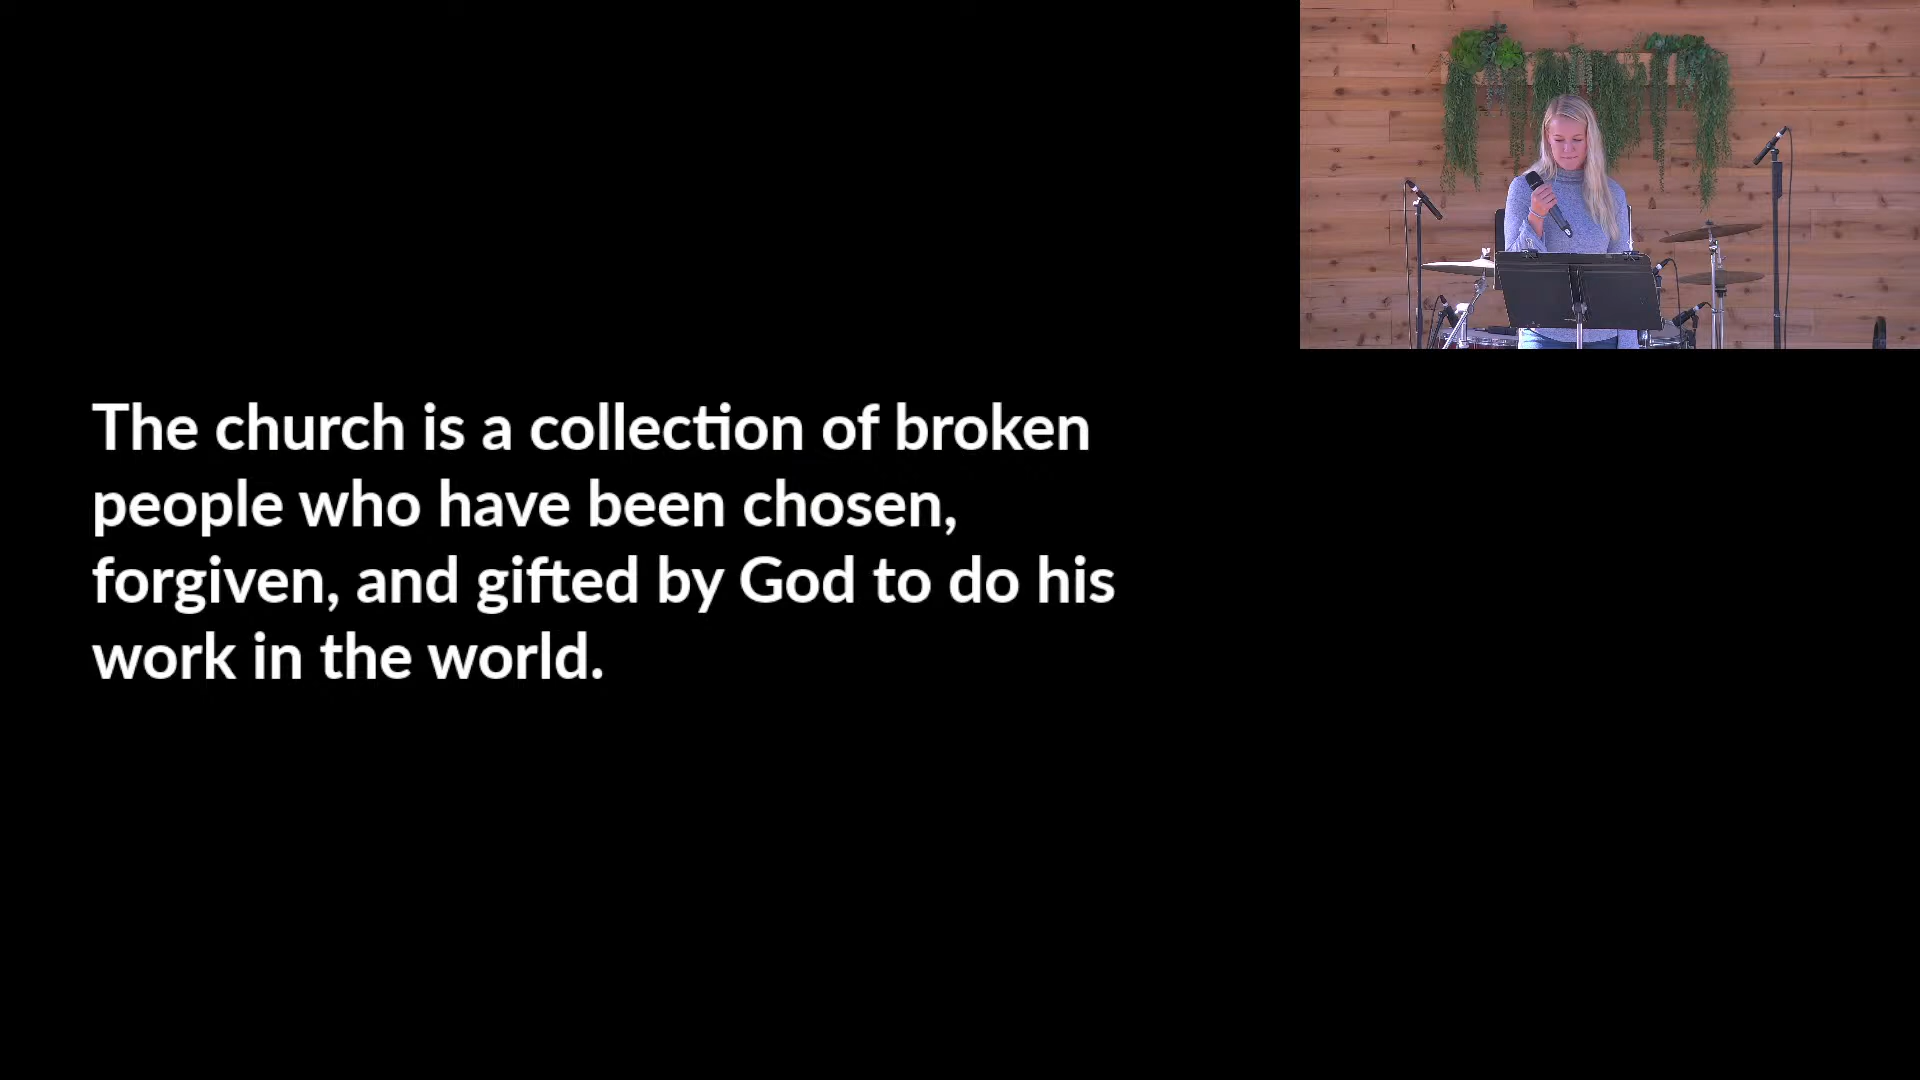 The church is a collection of broken
people who have been chosen,
forgiven, and gifted by God to do his
work in the world.